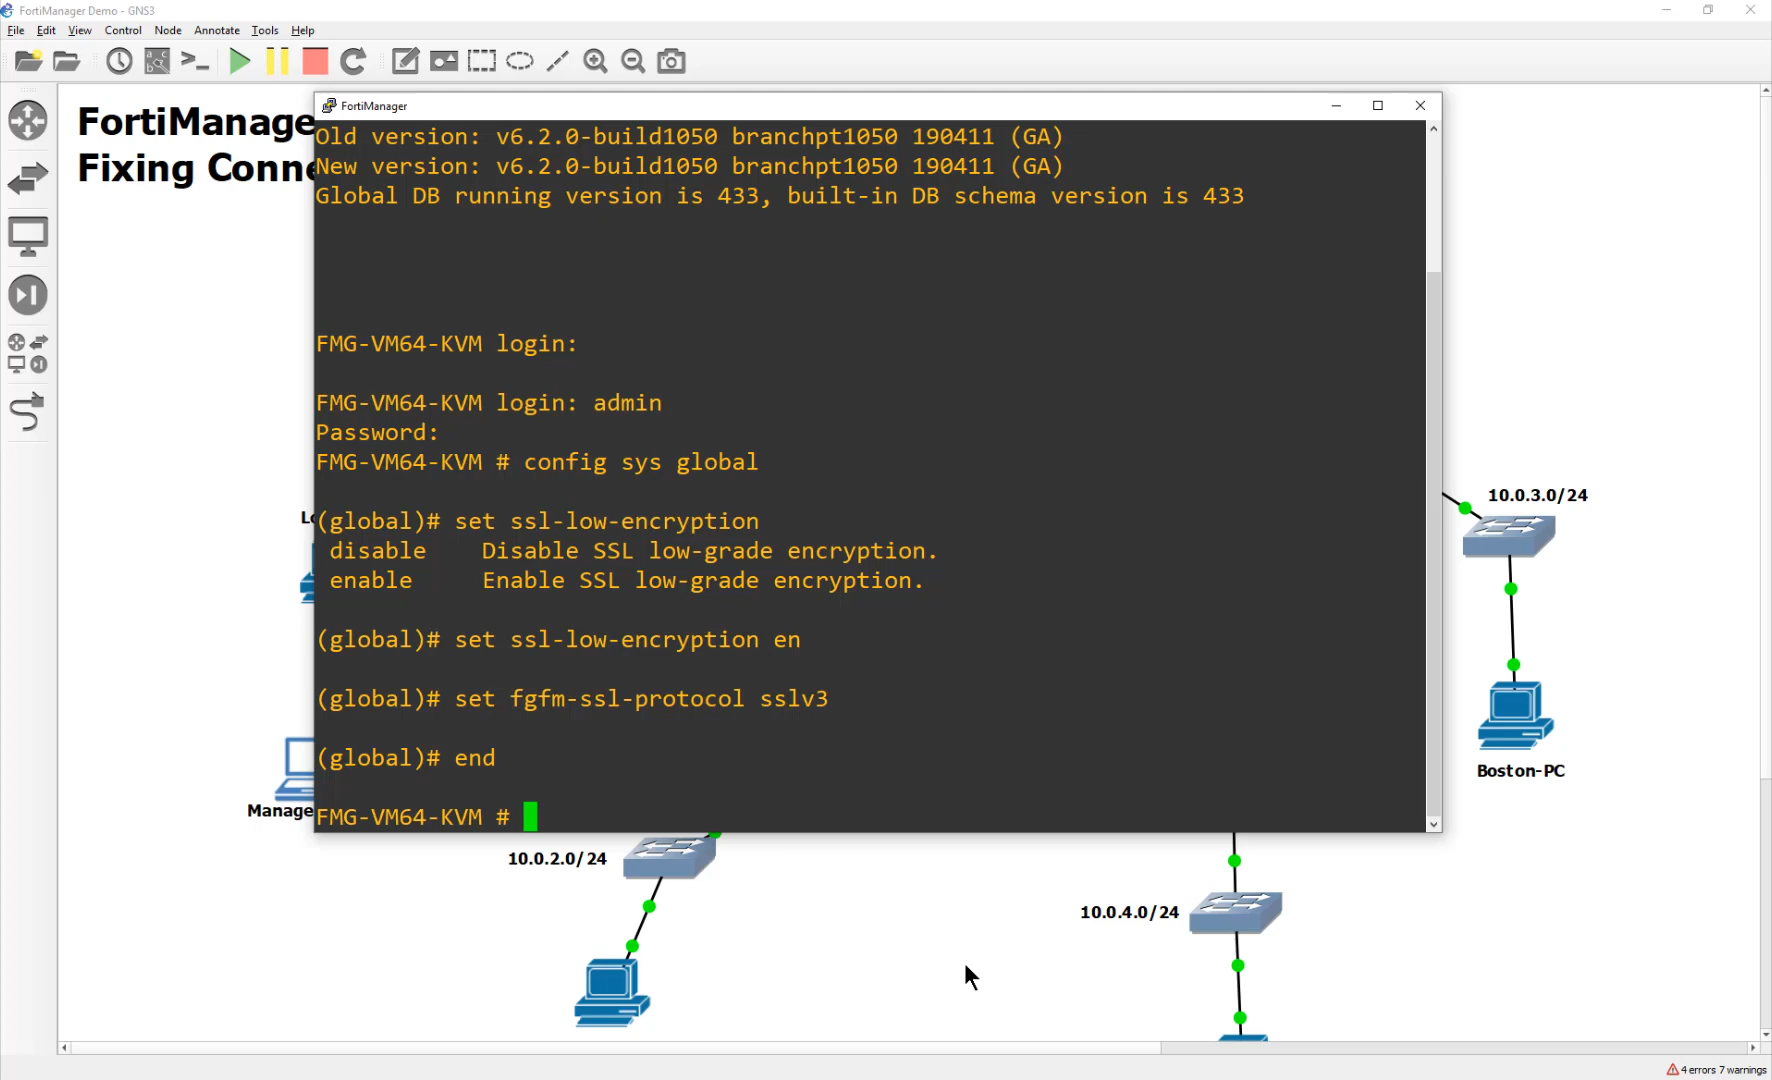 FortiManager Demo - GNS3
File Edit View Control Node Annotate Tools Help
FortiManage
Fixing Conne
FortiManager
Old version: v6.2.0-build1050 branchpt1050 190411 (GA)
New version: v6.2.0-build1050 branchpt1050 190411 (GA)
Global DB running version is 433, built-in DB schema version is 433
FMG-VM64-KVM login:
FMG-VM64-KVM login: admin
Password:
FMG-VM64-KVM # config sys global
(global)# set ssl-low-encryption
disable Disable SSL low-grade encryption.
enable Enable SSL low-grade encryption.
(global)# set ssl-low-encryption en
(global)# set fgfm-ssl-protocol sslv3
(global)# end
FMG-VM64-KVM #
10.0.3.0/24
Boston-PC
Manage
10.0.2.0/24
10.0.4.0/24
4 errors 7 warnings